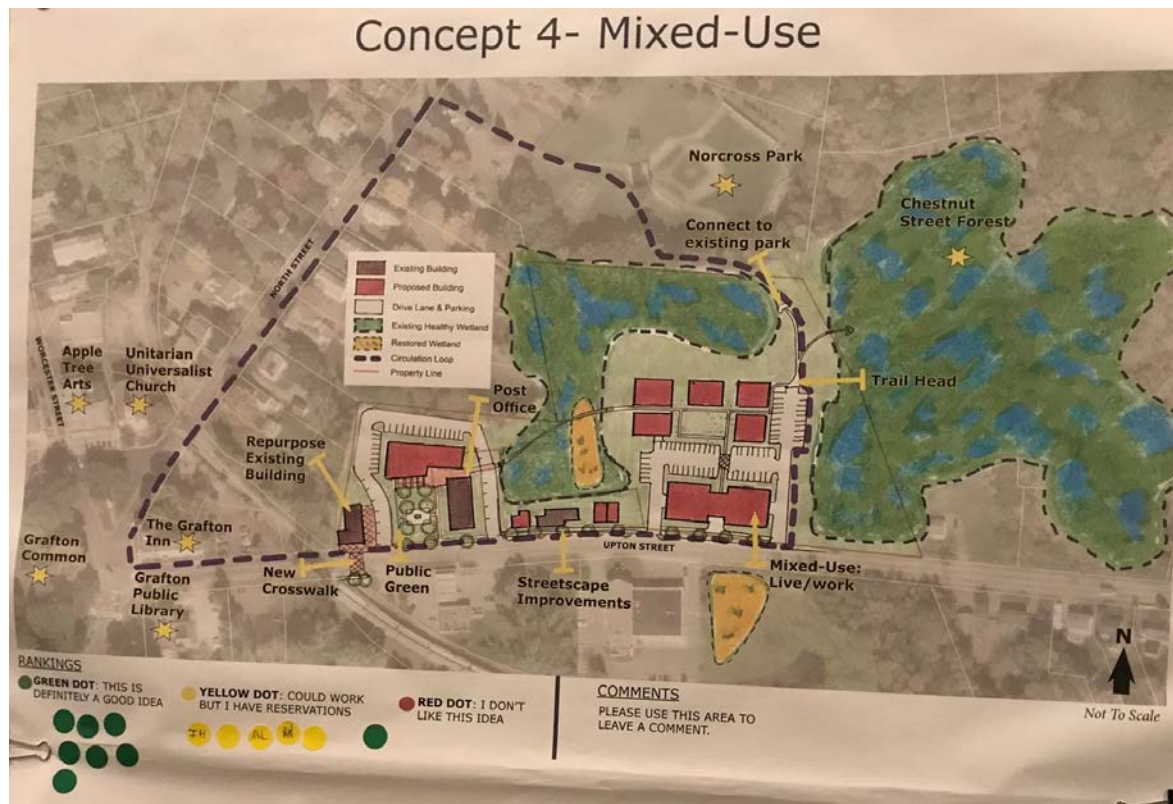 Concept 4- Mixed-Use
Norcross Park
Chestnut
Street Forest
Connect to
existing park
NORTH STREET
Existing Building
Proposed Building
Drive Lane & Parking
Existing Healthy Wetland
Restored Wetland
Circulation Loop
Property Line
WORCESTER STREET
Apple
Tree
Arts
Unitarian
Universalist
Church
Post
Office
Trail Head
Repurpose
Existing
Building
The Grafton
Inn
Grafton
Common
Grafton
Public
Library
New
Crosswalk
Public
Green
Streetscape
Improvements
UPTON STREET
Mixed-Use:
Live/work
N
Not To Scale
RANKINGS
GREEN DOT: THIS IS
DEFINITELY A GOOD IDEA
YELLOW DOT: COULD WORK
BUT I HAVE RESERVATIONS
RED DOT: I DON'T
LIKE THIS IDEA
JH
AL
COMMENTS
PLEASE USE THIS AREA TO
LEAVE A COMMENT.